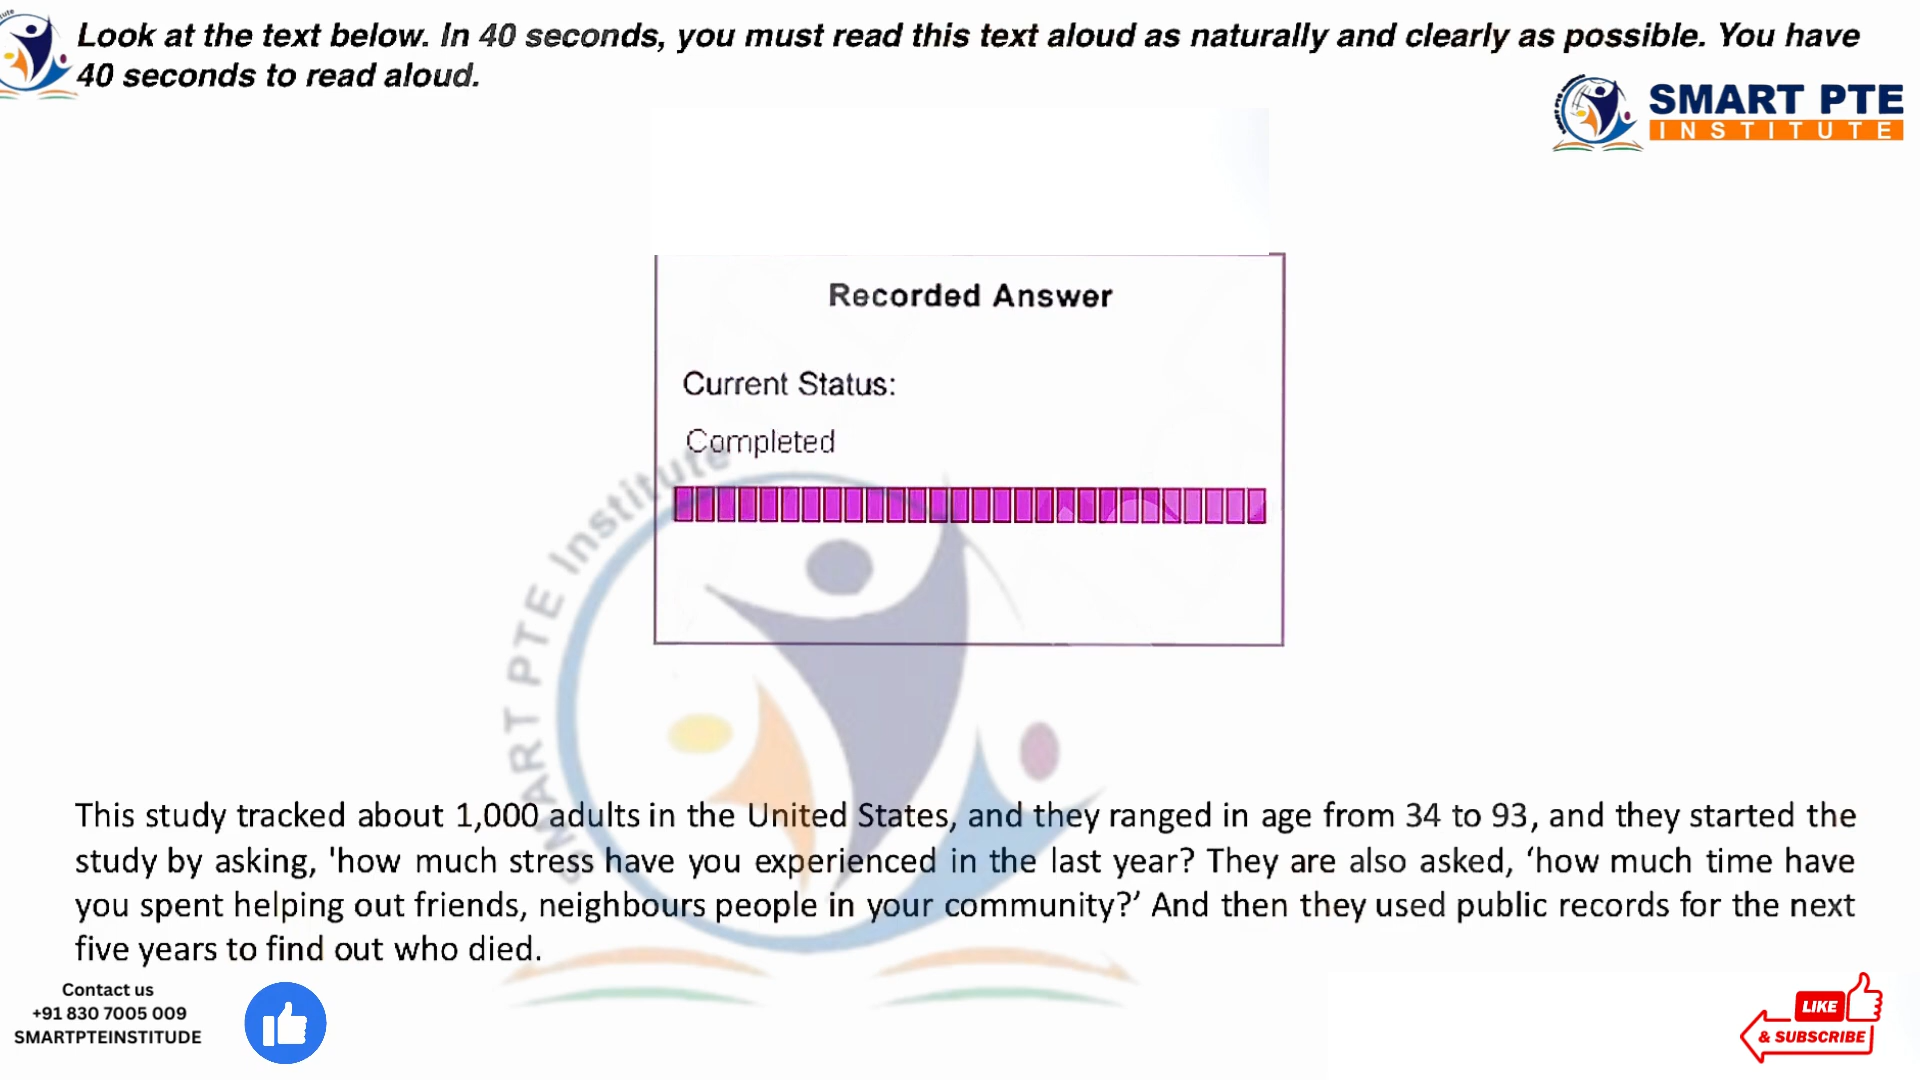 Look at the text below. In 40 seconds, you must read this text aloud as naturally and clearly as possible. You have
40 seconds to read aloud.
SMART PTE
INSTITUTE
Recorded Answer
Current Status:
Completed
SMART PTE Institute
This study tracked about 1,000 adults in the United States, and they ranged in age from 34 to 93, and they started the
study by asking, 'how much stress have you experienced in the last year? They are also asked, ‘how much time have
you spent helping out friends, neighbours people in your community?’ And then they used public records for the next
five years to find out who died.
Contact us
+91 830 7005 009
SMARTPTEINSTITUDE
LIKE
& SUBSCRIBE